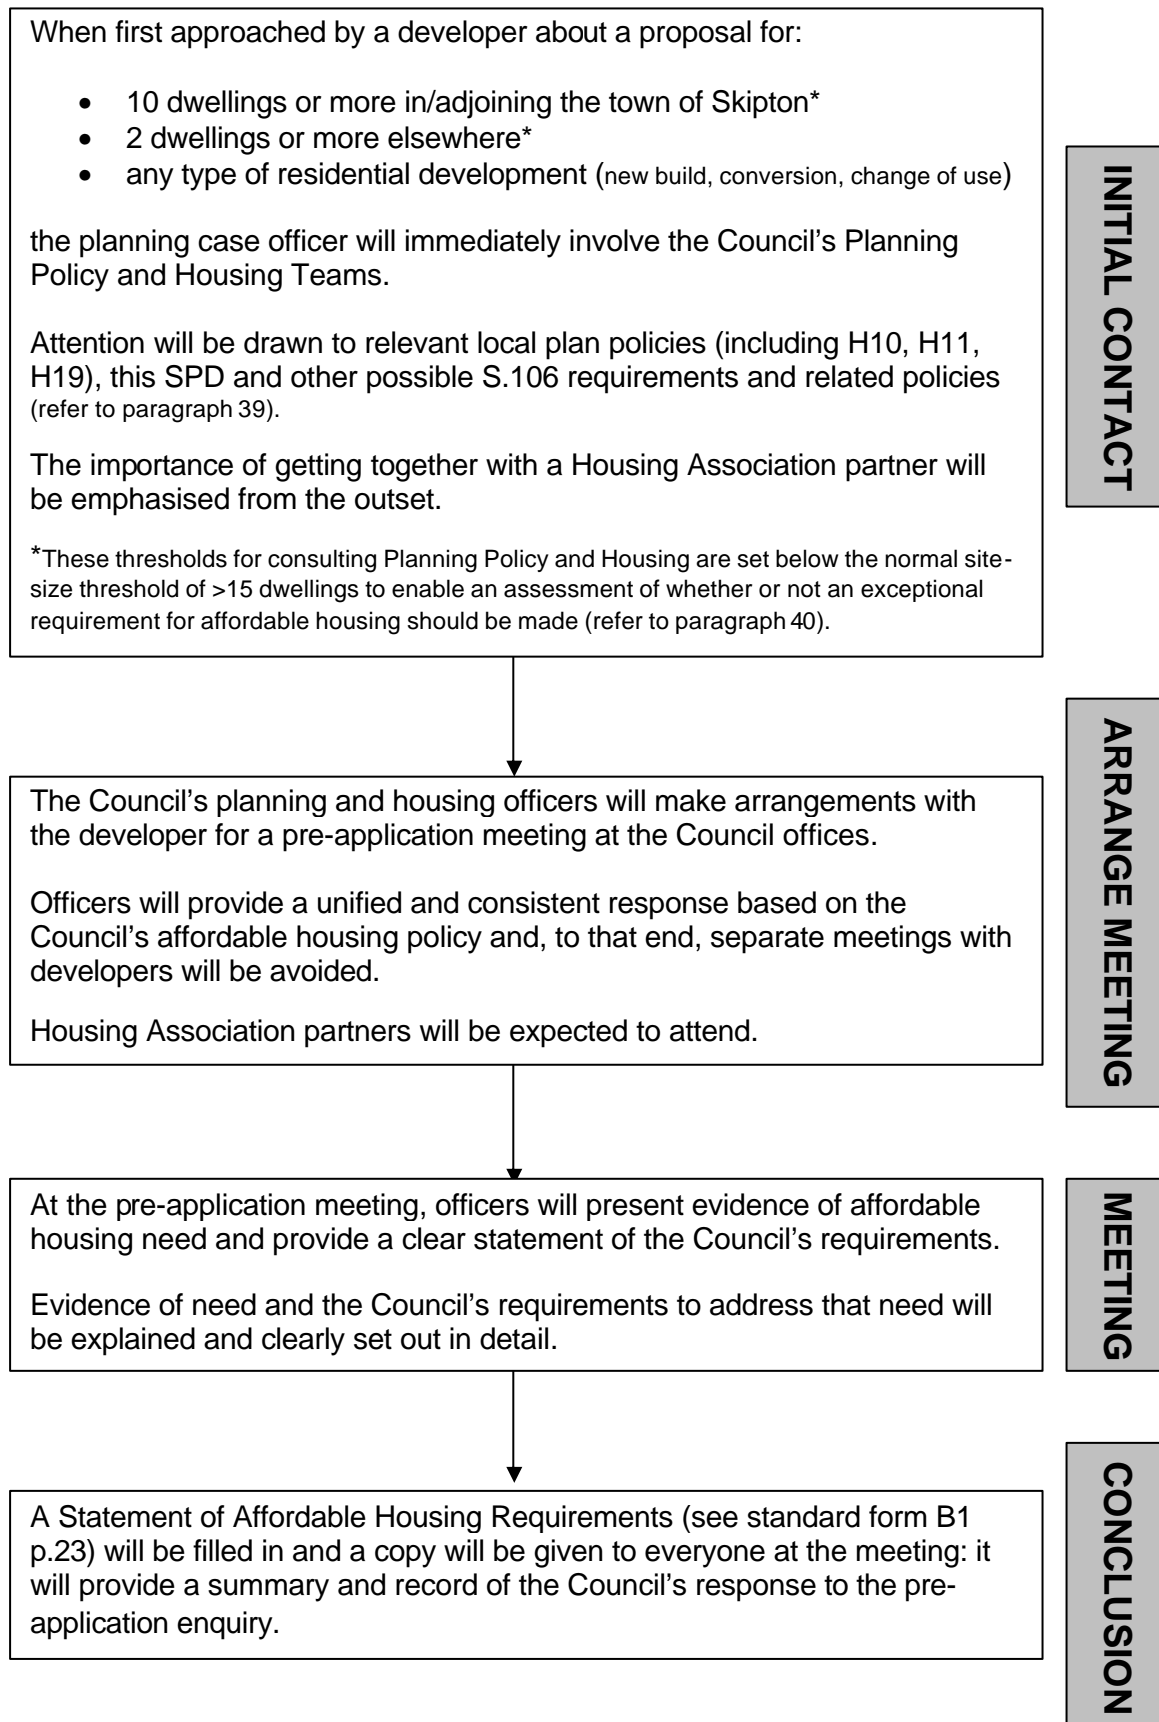 When first approached by a developer about a proposal for:
• 10 dwellings or more in/adjoining the town of Skipton*
• 2 dwellings or more elsewhere*
• any type of residential development (new build, conversion, change of use)
the planning case officer will immediately involve the Council's Planning
Policy and Housing Teams.
Attention will be drawn to relevant local plan policies (including H10, H11,
H19), this SPD and other possible S.106 requirements and related policies
(refer to paragraph 39).
The importance of getting together with a Housing Association partner will
be emphasised from the outset.
*These thresholds for consulting Planning Policy and Housing are set below the normal site-
size threshold of >15 dwellings to enable an assessment of whether or not an exceptional
requirement for affordable housing should be made (refer to paragraph 40).
INITIAL CONTACT
The Council's planning and housing officers will make arrangements with
the developer for a pre-application meeting at the Council offices.
Officers will provide a unified and consistent response based on the
Council's affordable housing policy and, to that end, separate meetings with
developers will be avoided.
Housing Association partners will be expected to attend.
ARRANGE MEETING
At the pre-application meeting, officers will present evidence of affordable
housing need and provide a clear statement of the Council's requirements.
Evidence of need and the Council's requirements to address that need will
be explained and clearly set out in detail.
MEETING
A Statement of Affordable Housing Requirements (see standard form B1
p.23) will be filled in and a copy will be given to everyone at the meeting: it
will provide a summary and record of the Council's response to the pre-
application enquiry.
CONCLUSION